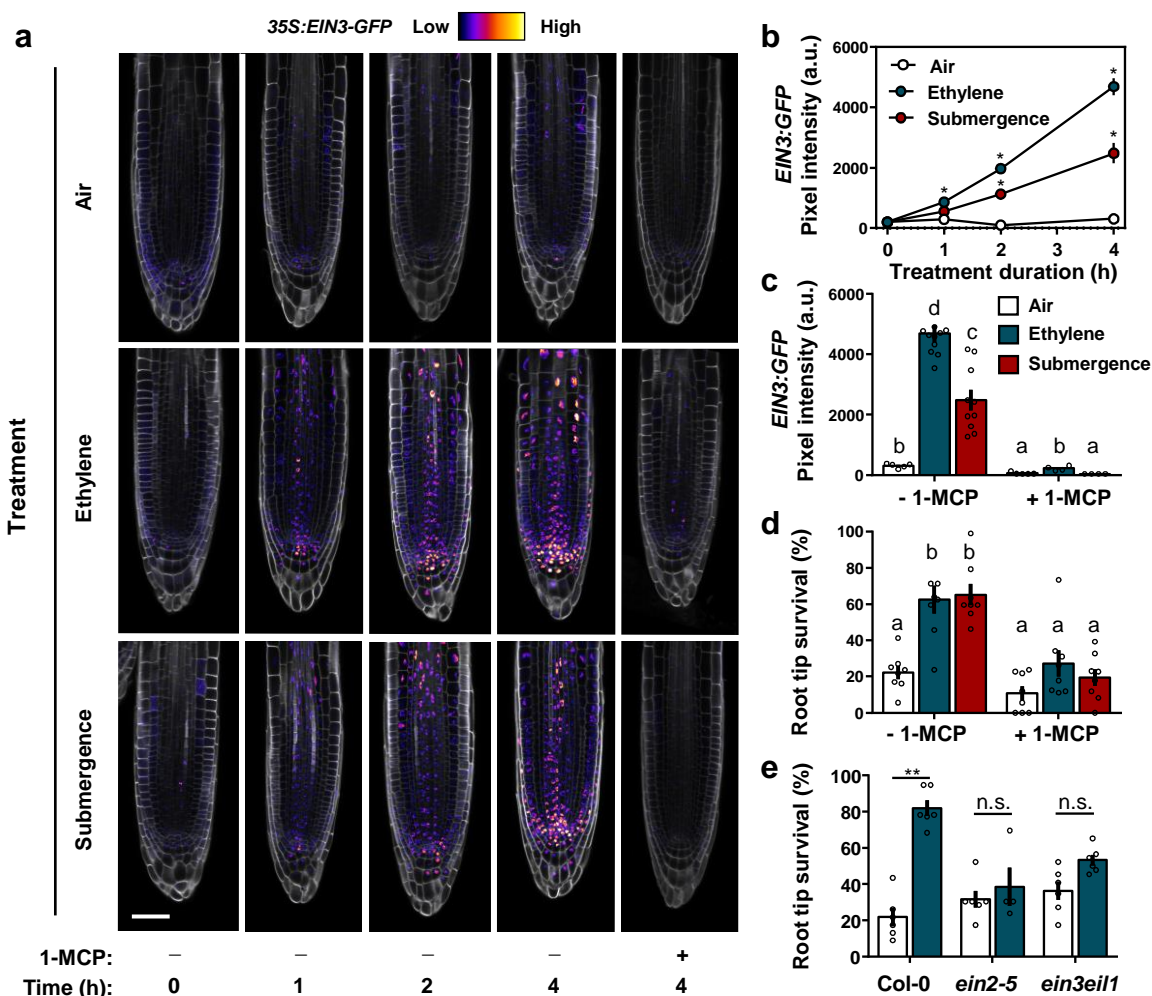 a
35S:EIN3-GFP Low High
Treatment
Air
Ethylene
Submergence
1-MCP: – – – – +
Time (h): 0 1 2 4 4
b
EIN3:GFP
Pixel intensity (a.u.)
6000
4000
2000
0
Air
Ethylene
Submergence
* * * * *
0 1 2 3 4
Treatment duration (h)
c
EIN3:GFP
Pixel intensity (a.u.)
6000
4000
2000
0
Air
Ethylene
Submergence
b d c a b a
- 1-MCP + 1-MCP
d
Root tip survival (%)
100
80
60
40
20
0
a b b a a a
- 1-MCP + 1-MCP
e
Root tip survival (%)
100
80
60
40
20
0
** n.s. n.s.
Col-0 ein2-5 ein3eil1